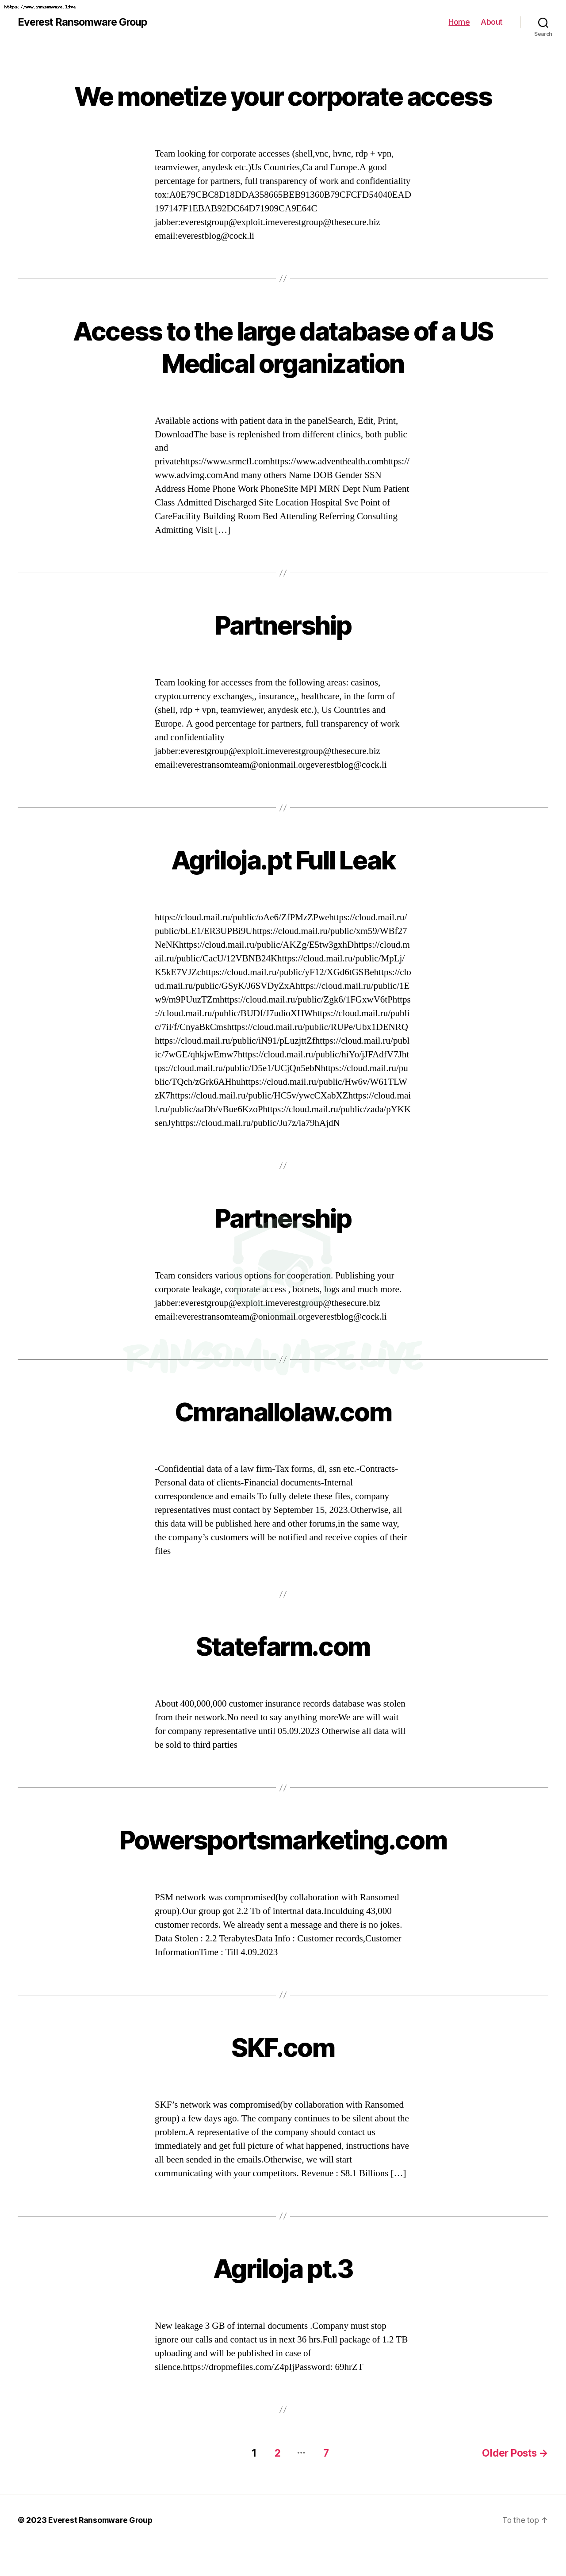 https://www.ransomware.live
Everest Ransomware Group
Home
About
Search
We monetize your corporate access
Team looking for corporate accesses (shell,vnc, hvnc, rdp + vpn,
teamviewer, anydesk etc.)Us Countries,Ca and Europe.A good
percentage for partners, full transparency of work and confidentiality
tox:A0E79CBC8D18DDA358665BEB91360B79CFCFD54040EAD
197147F1EBAB92DC64D71909CA9E64C
jabber:everestgroup@exploit.imeverestgroup@thesecure.biz
email:everestblog@cock.li
//
Access to the large database of a US
Medical organization
Available actions with patient data in the panelSearch, Edit, Print,
DownloadThe base is replenished from different clinics, both public
and
privatehttps://www.srmcfl.comhttps://www.adventhealth.comhttps://
www.advimg.comAnd many others Name DOB Gender SSN
Address Home Phone Work PhoneSite MPI MRN Dept Num Patient
Class Admitted Discharged Site Location Hospital Svc Point of
CareFacility Building Room Bed Attending Referring Consulting
Admitting Visit […]
//
Partnership
Team looking for accesses from the following areas: casinos,
cryptocurrency exchanges,, insurance,, healthcare, in the form of
(shell, rdp + vpn, teamviewer, anydesk etc.), Us Countries and
Europe. A good percentage for partners, full transparency of work
and confidentiality
jabber:everestgroup@exploit.imeverestgroup@thesecure.biz
email:everestransomteam@onionmail.orgeverestblog@cock.li
//
Agriloja.pt Full Leak
https://cloud.mail.ru/public/oAe6/ZfPMzZPwehttps://cloud.mail.ru/
public/bLE1/ER3UPBi9Uhttps://cloud.mail.ru/public/xm59/WBf27
NeNKhttps://cloud.mail.ru/public/AKZg/E5tw3gxhDhttps://cloud.m
ail.ru/public/CacU/12VBNB24Khttps://cloud.mail.ru/public/MpLj/
K5kE7VJZchttps://cloud.mail.ru/public/yF12/XGd6tGSBehttps://clo
ud.mail.ru/public/GSyK/J6SVDyZxAhttps://cloud.mail.ru/public/1E
w9/m9PUuzTZmhttps://cloud.mail.ru/public/Zgk6/1FGxwV6tPhttps
://cloud.mail.ru/public/BUDf/J7udioXHWhttps://cloud.mail.ru/publi
c/7iFf/CnyaBkCmshttps://cloud.mail.ru/public/RUPe/Ubx1DENRQ
https://cloud.mail.ru/public/iN91/pLuzjttZfhttps://cloud.mail.ru/publ
ic/7wGE/qhkjwEmw7https://cloud.mail.ru/public/hiYo/jJFAdfV7Jht
tps://cloud.mail.ru/public/D5e1/UCjQn5ebNhttps://cloud.mail.ru/pu
blic/TQch/zGrk6AHhuhttps://cloud.mail.ru/public/Hw6v/W61TLW
zK7https://cloud.mail.ru/public/HC5v/ywcCXabXZhttps://cloud.mai
l.ru/public/aaDb/vBue6KzoPhttps://cloud.mail.ru/public/zada/pYKK
senJyhttps://cloud.mail.ru/public/Ju7z/ia79hAjdN
//
Partnership
Team considers various options for cooperation. Publishing your
corporate leakage, corporate access , botnets, logs and much more.
jabber:everestgroup@exploit.imeverestgroup@thesecure.biz
email:everestransomteam@onionmail.orgeverestblog@cock.li
RANSOMWARE.LIVE
//
Cmranallolaw.com
-Confidential data of a law firm-Tax forms, dl, ssn etc.-Contracts-
Personal data of clients-Financial documents-Internal
correspondence and emails To fully delete these files, company
representatives must contact by September 15, 2023.Otherwise, all
this data will be published here and other forums,in the same way,
the company’s customers will be notified and receive copies of their
files
//
Statefarm.com
About 400,000,000 customer insurance records database was stolen
from their network.No need to say anything moreWe are will wait
for company representative until 05.09.2023 Otherwise all data will
be sold to third parties
//
Powersportsmarketing.com
PSM network was compromised(by collaboration with Ransomed
group).Our group got 2.2 Tb of intertnal data.Inculduing 43,000
customer records. We already sent a message and there is no jokes.
Data Stolen : 2.2 TerabytesData Info : Customer records,Customer
InformationTime : Till 4.09.2023
//
SKF.com
SKF’s network was compromised(by collaboration with Ransomed
group) a few days ago. The company continues to be silent about the
problem.A representative of the company should contact us
immediately and get full picture of what happened, instructions have
all been sended in the emails.Otherwise, we will start
communicating with your competitors. Revenue : $8.1 Billions […]
//
Agriloja pt.3
New leakage 3 GB of internal documents .Company must stop
ignore our calls and contact us in next 36 hrs.Full package of 1.2 TB
uploading and will be published in case of
silence.https://dropmefiles.com/Z4pIjPassword: 69hrZT
//
1 2 … 7
Older Posts →
© 2023 Everest Ransomware Group
To the top ↑